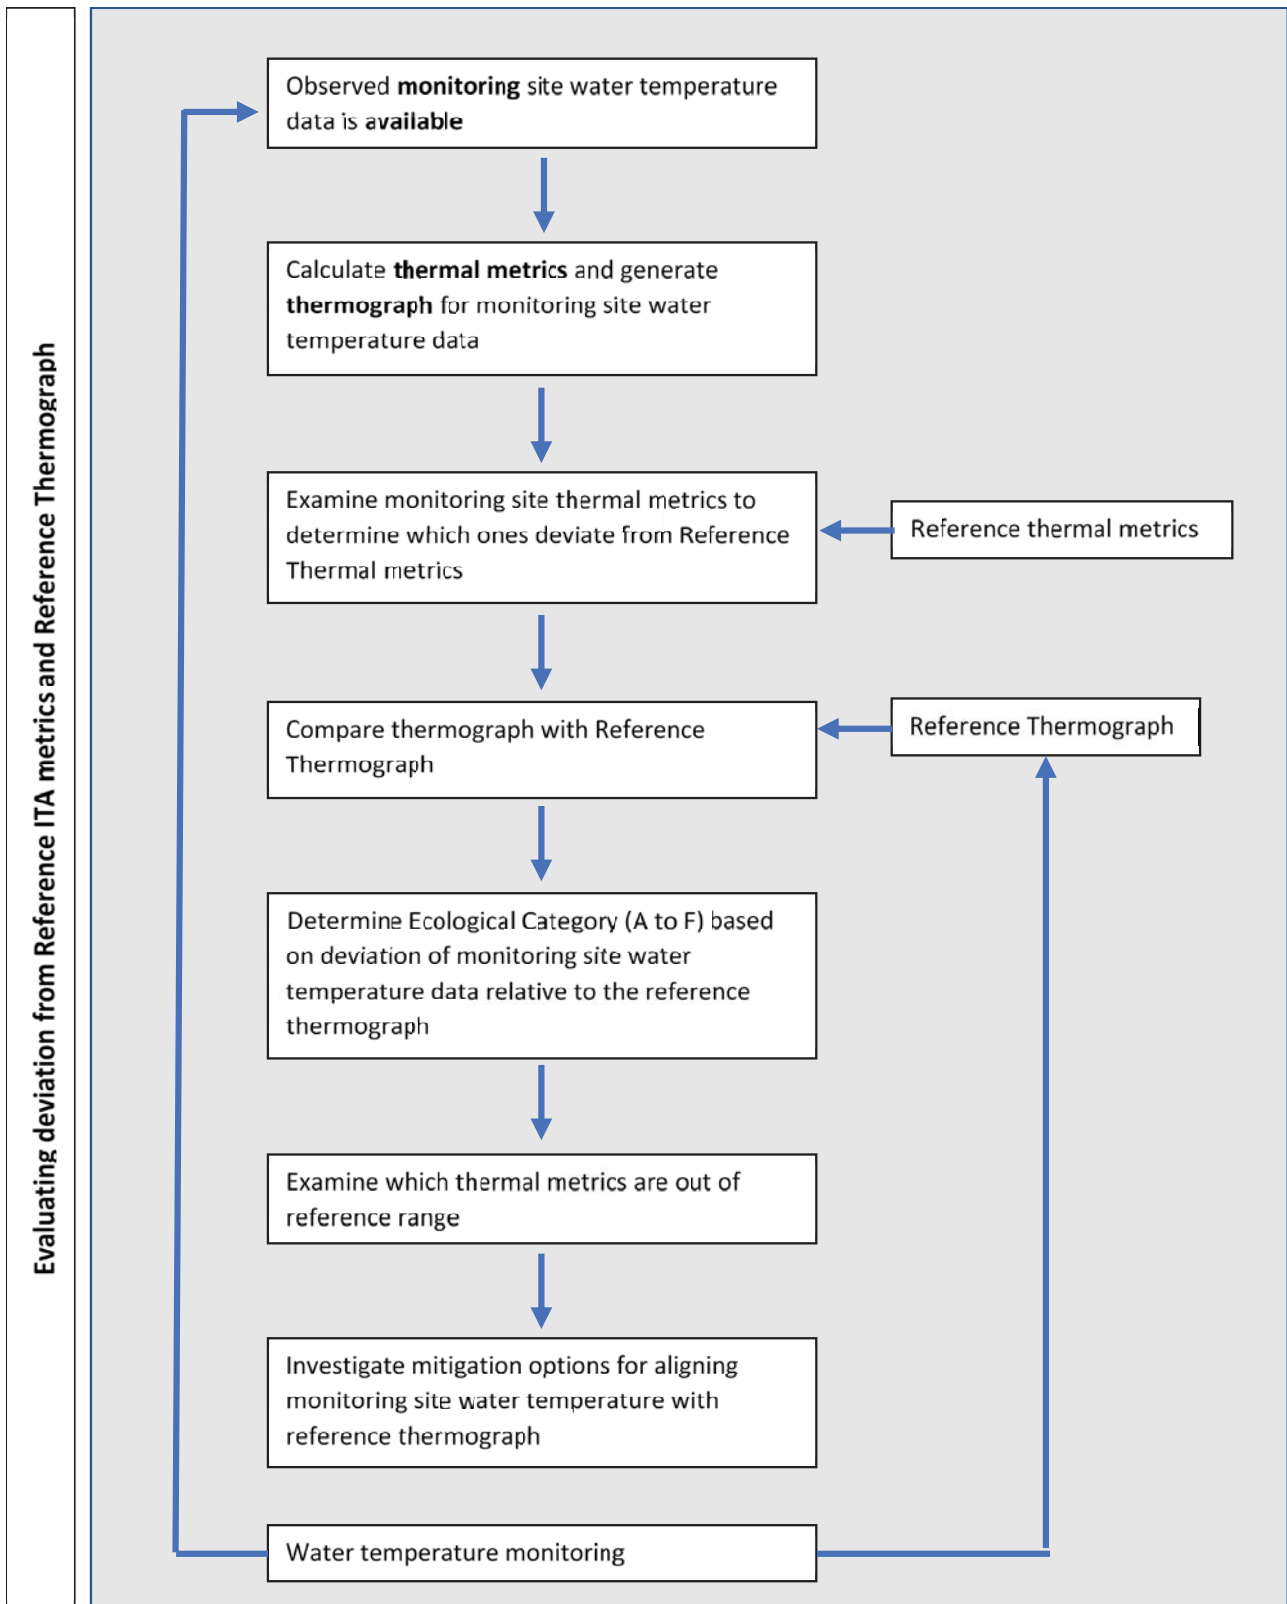 Evaluating deviation from Reference ITA metrics and Reference Thermograph
Observed monitoring site water temperature
data is available
Calculate thermal metrics and generate
thermograph for monitoring site water
temperature data
Examine monitoring site thermal metrics to
determine which ones deviate from Reference
Thermal metrics
Reference thermal metrics
Compare thermograph with Reference
Thermograph
Reference Thermograph
Determine Ecological Category (A to F) based
on deviation of monitoring site water
temperature data relative to the reference
thermograph
Examine which thermal metrics are out of
reference range
Investigate mitigation options for aligning
monitoring site water temperature with
reference thermograph
Water temperature monitoring